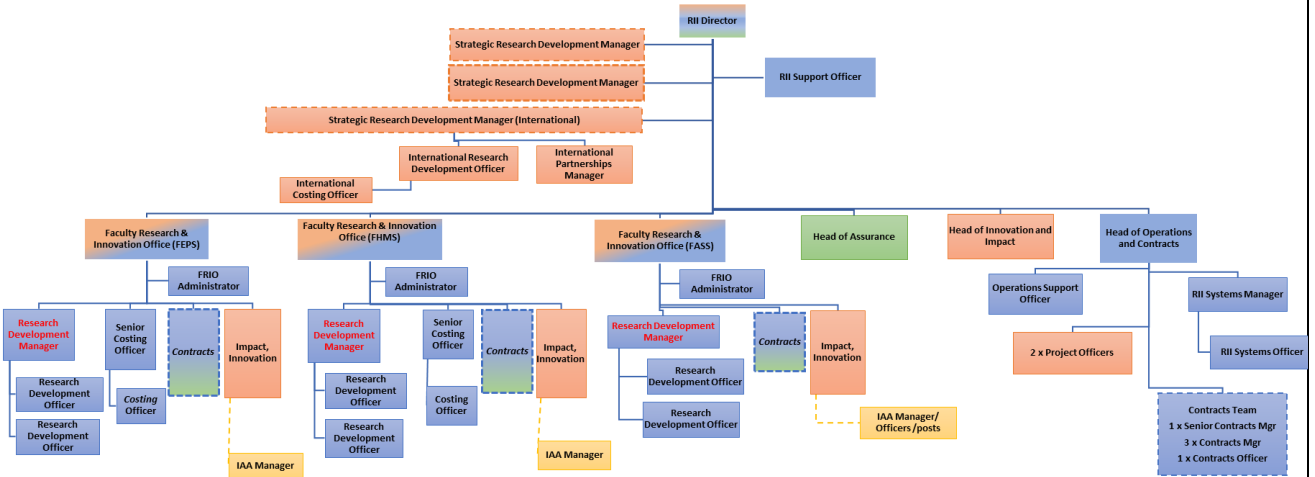 RII Director
Strategic Research Development Manager
RII Support Officer
Strategic Research Development Manager
Strategic Research Development Manager (International)
International Research
Development Officer
International
Partnerships
Manager
International
Costing Officer
Faculty Research &
Innovation Office (FEPS)
Faculty Research & Innovation
Office (FHMS)
Faculty Research &
Innovation Office (FASS)
Head of Assurance
Head of Innovation and
Impact
Head of Operations
and Contracts
FRIO
Administrator
Research
Development
Manager
Senior
Costing
Officer
Contracts
Impact,
Innovation
Research
Development
Officer
Costing
Officer
Research
Development
Officer
IAA Manager
FRIO
Administrator
Research
Development
Manager
Senior
Costing
Officer
Contracts
Impact,
Innovation
Research
Development
Officer
Costing
Officer
Research
Development
Officer
IAA Manager
FRIO
Administrator
Research Development
Manager
Contracts
Impact,
Innovation
Research
Development Officer
Research
Development Officer
IAA Manager/
Officers /posts
Operations Support
Officer
RII Systems Manager
2 x Project Officers
RII Systems Officer
Contracts Team
1 x Senior Contracts Mgr
3 x Contracts Mgr
1 x Contracts Officer